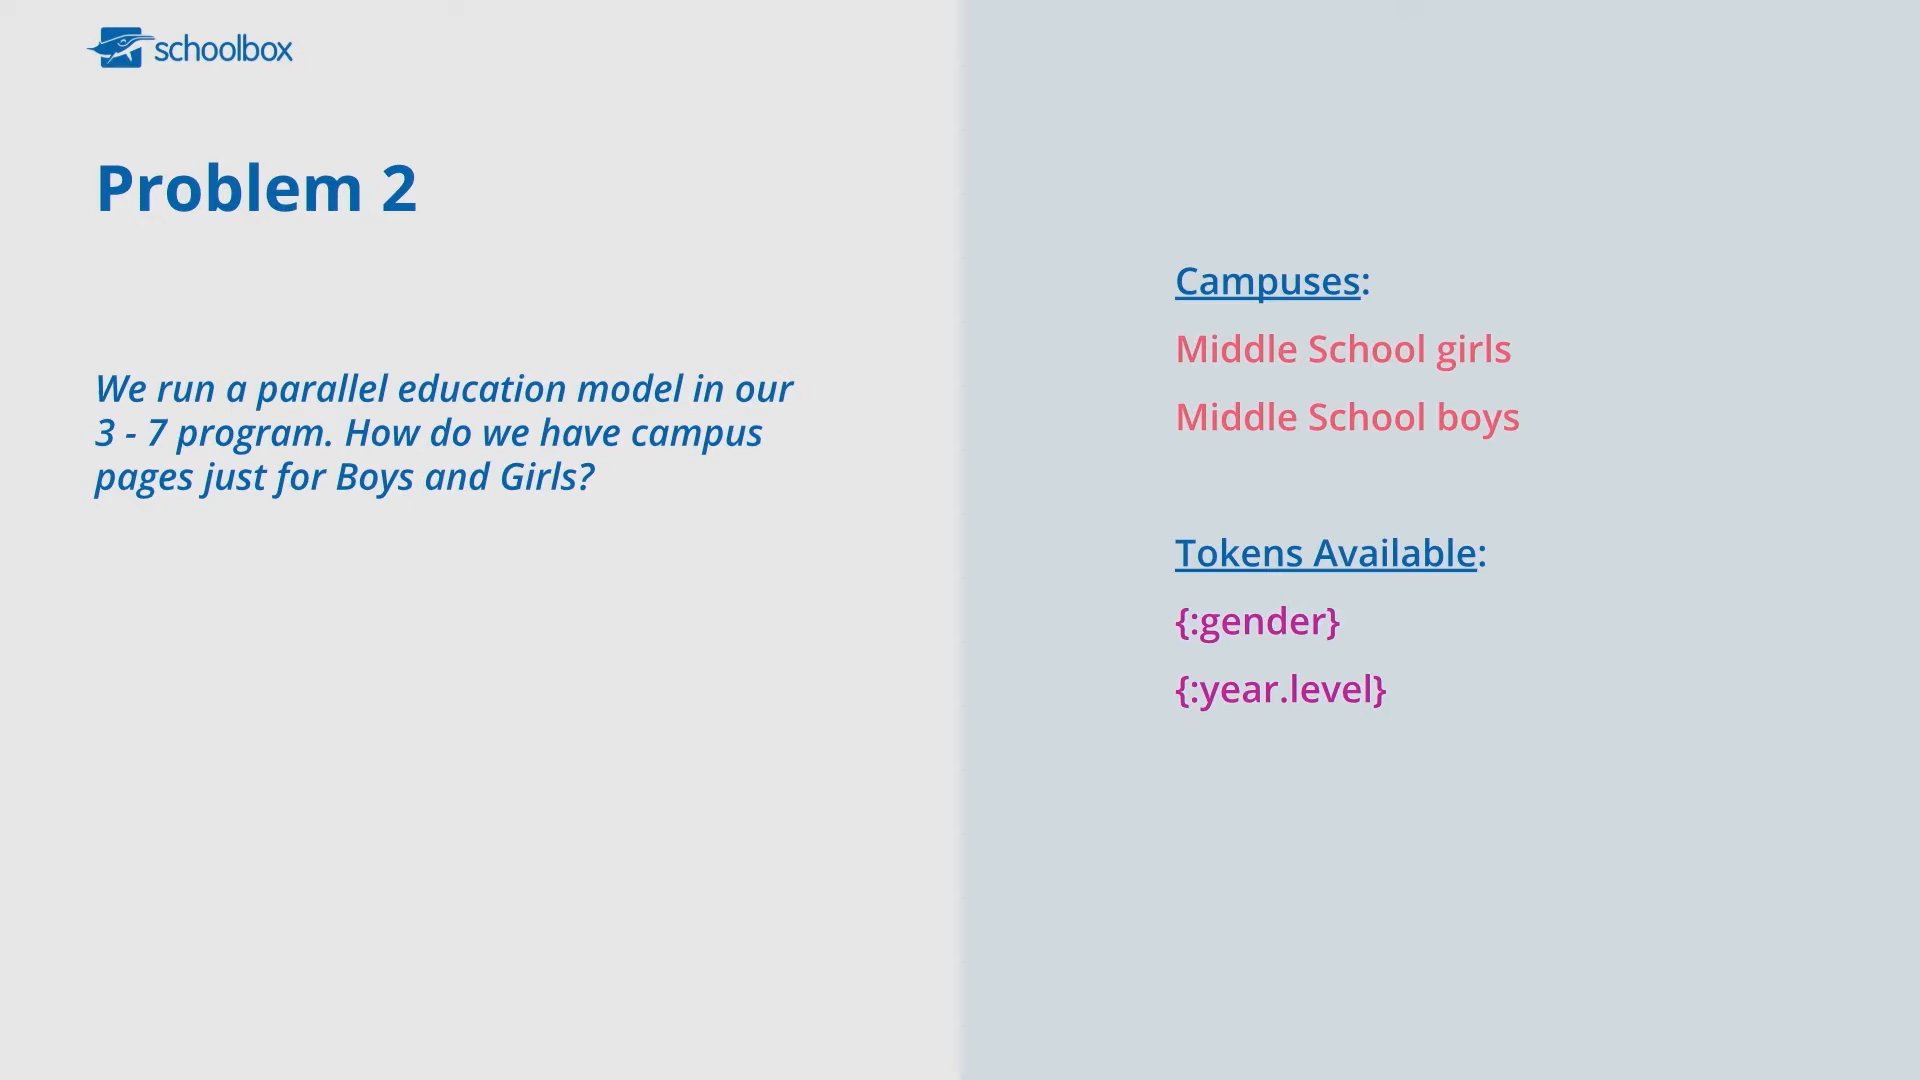 schoolbox
Problem 2
We run a parallel education model in our
3 - 7 program. How do we have campus
pages just for Boys and Girls?
Campuses:
Middle School girls
Middle School boys
Tokens Available:
{:gender}
{:year.level}